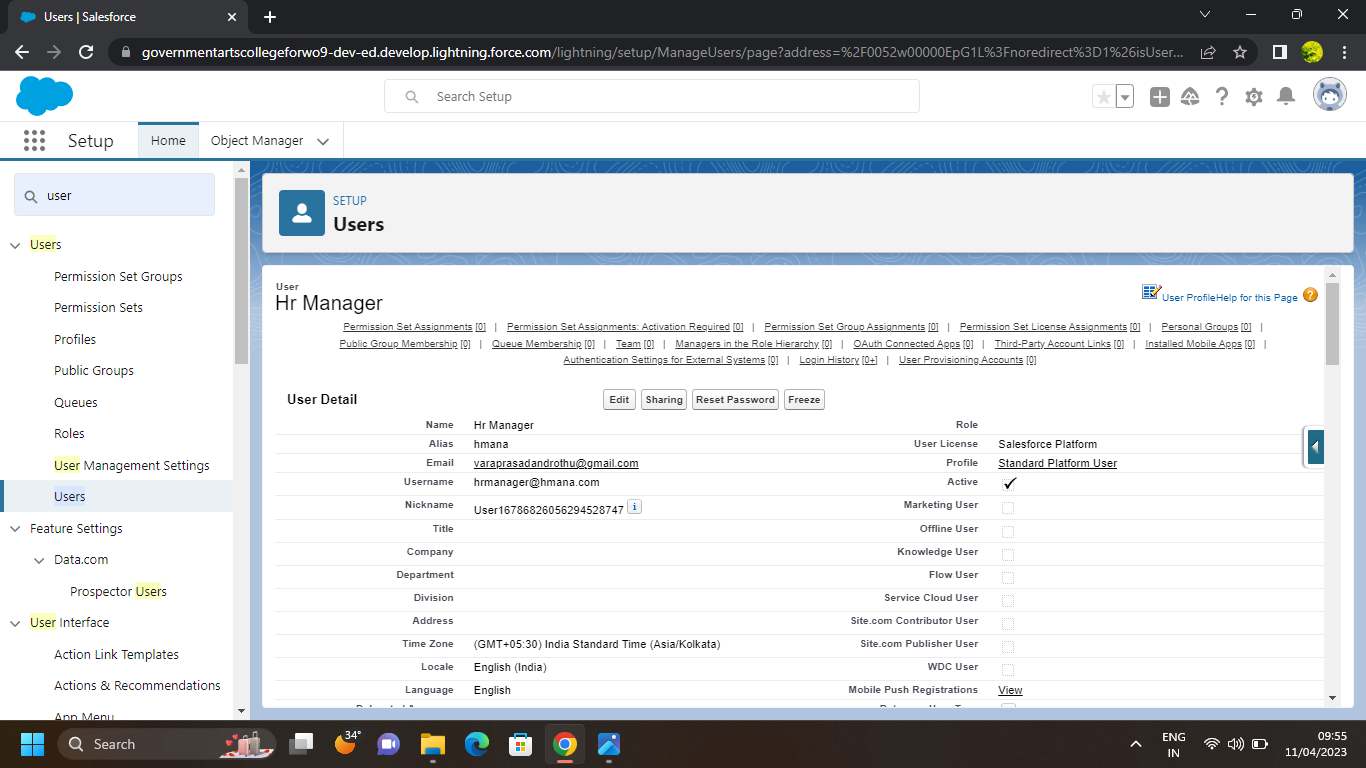 Users | Salesforce
governmentartscollegeforwo9-dev-ed.develop.lightning.force.com/lightning/setup/ManageUsers/page?address=%2F0052w00000EpG1L%3Fnoredirect%3D1%26isUser...
Search Setup
Setup
Home
Object Manager
user
Users
Permission Set Groups
Permission Sets
Profiles
Public Groups
Queues
Roles
User Management Settings
Users
Feature Settings
Data.com
Prospector Users
User Interface
Action Link Templates
Actions & Recommendations
App Menu
SETUP
Users
User
Hr Manager
User ProfileHelp for this Page
Permission Set Assignments [0] | Permission Set Assignments: Activation Required [0] | Permission Set Group Assignments [0] | Permission Set License Assignments [0] | Personal Groups [0] |
Public Group Membership [0] | Queue Membership [0] | Team [0] | Managers in the Role Hierarchy [0] | OAuth Connected Apps [0] | Third-Party Account Links [0] | Installed Mobile Apps [0] |
Authentication Settings for External Systems [0] | Login History [0+] | User Provisioning Accounts [0]
User Detail
Edit Sharing Reset Password Freeze
Name Hr Manager Role
Alias hmana User License Salesforce Platform
Email varaprasadandrothu@gmail.com Profile Standard Platform User
Username hrmanager@hmana.com Active ✓
Nickname User16786826056294528747 i Marketing User
Title Offline User
Company Knowledge User
Department Flow User
Division Service Cloud User
Address Site.com Contributor User
Time Zone (GMT+05:30) India Standard Time (Asia/Kolkata) Site.com Publisher User
Locale English (India) WDC User
Language English Mobile Push Registrations View
Search
34°
ENG
IN
09:55
11/04/2023